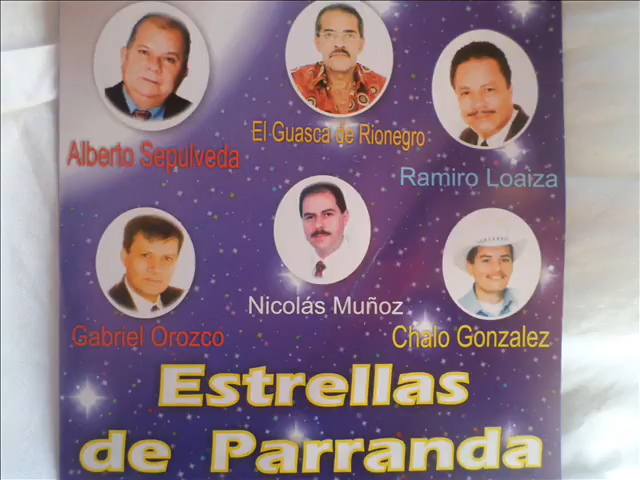 Alberto Sepulveda
El Guasca de Rionegro
Ramiro Loaiza
Gabriel Orozco
Nicolás Muñoz
Chalo Gonzalez
Estrellas
de Parranda